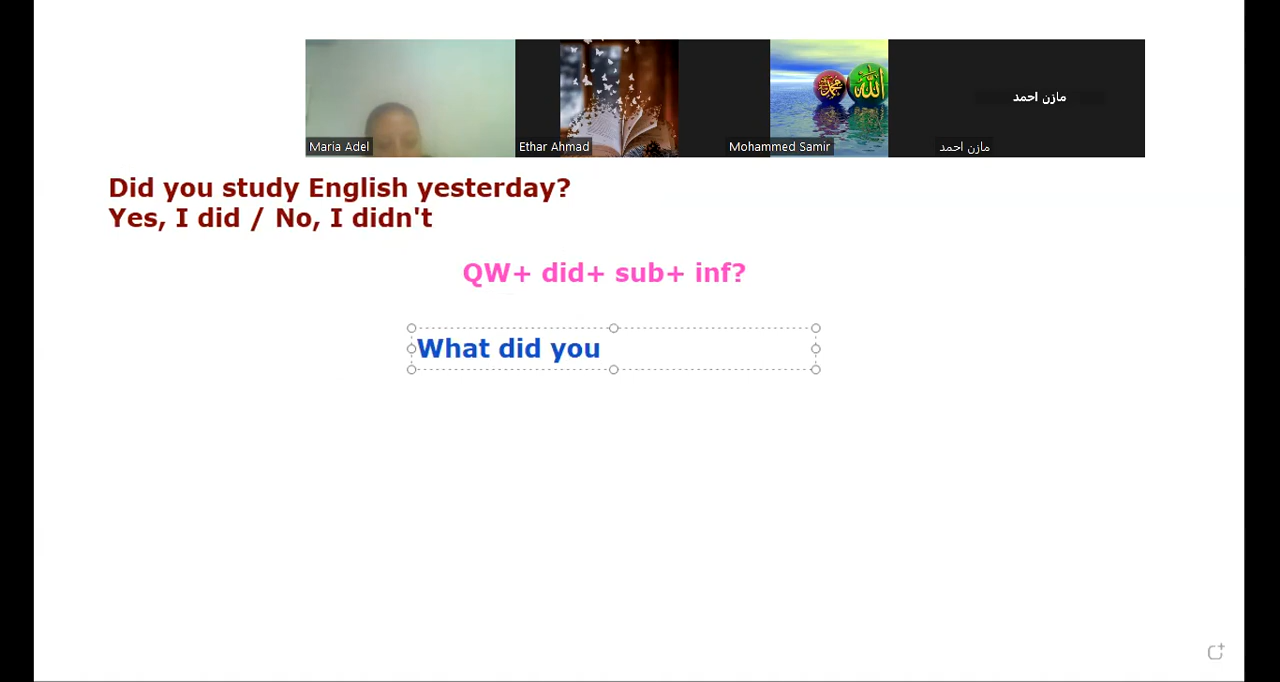 مازن احمد
Maria Adel
Ethar Ahmad
Mohammed Samir
مازن احمد
Did you study English yesterday?
Yes, I did / No, I didn't
QW+ did+ sub+ inf?
What did you